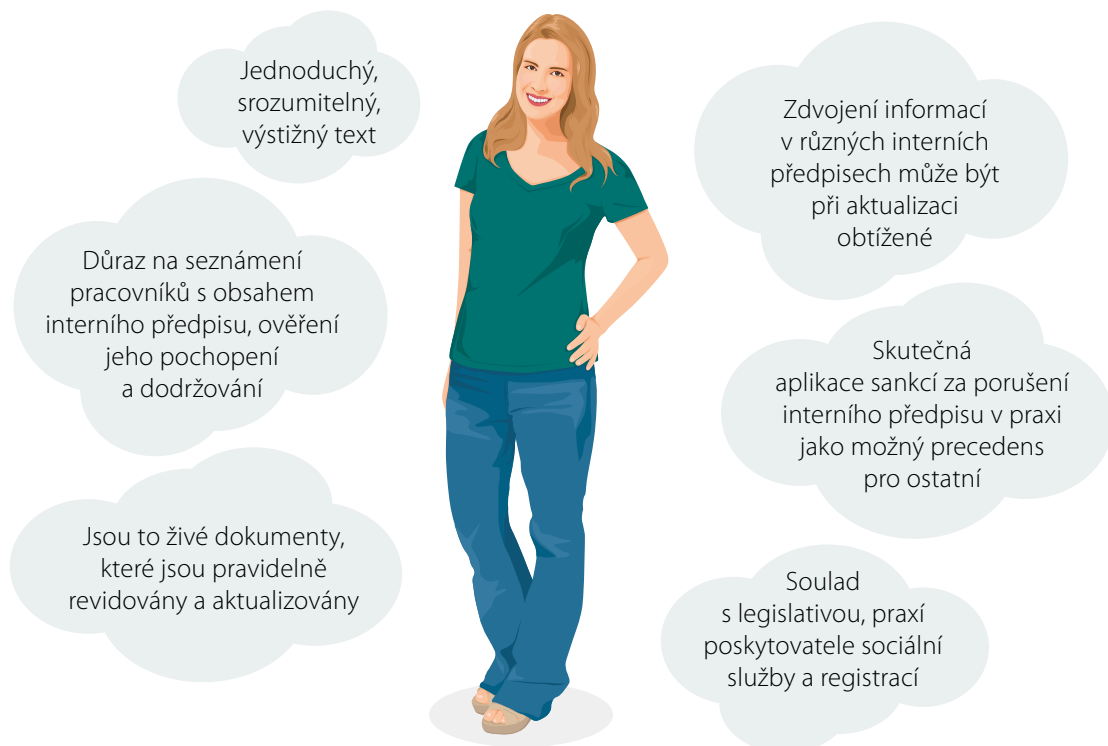 Jednoduchý,
srozumitelný,
výstižný text
Důraz na seznámení
pracovníků s obsahem
interního předpisu, ověření
jeho pochopení
a dodržování
Jsou to živé dokumenty,
které jsou pravidelně
revidovány a aktualizovány
Zdvojení informací
v různých interních
předpisech může být
při aktualizaci
obtížené
Skutečná
aplikace sankcí za porušení
interního předpisu v praxi
jako možný precedens
pro ostatní
Soulad
s legislativou, praxí
poskytovatele sociální
služby a registrací